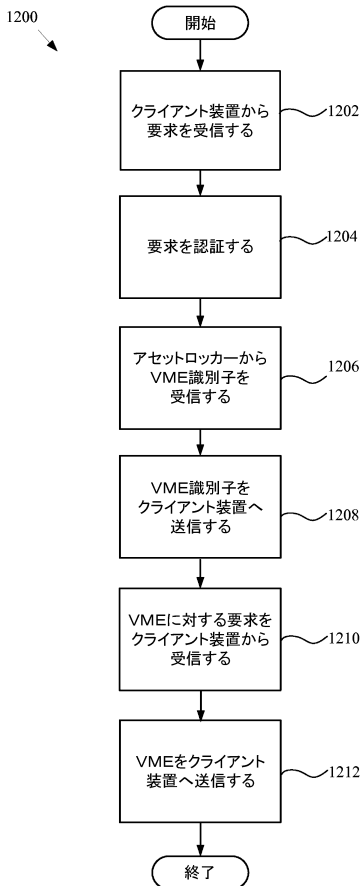 1200
開始
クライアント装置から
要求を受信する
1202
要求を認証する
1204
アセットロッカーから
VME識別子を
受信する
1206
VME識別子を
クライアント装置へ
送信する
1208
VMEに対する要求を
クライアント装置から
受信する
1210
VMEをクライアント
装置へ送信する
1212
終了